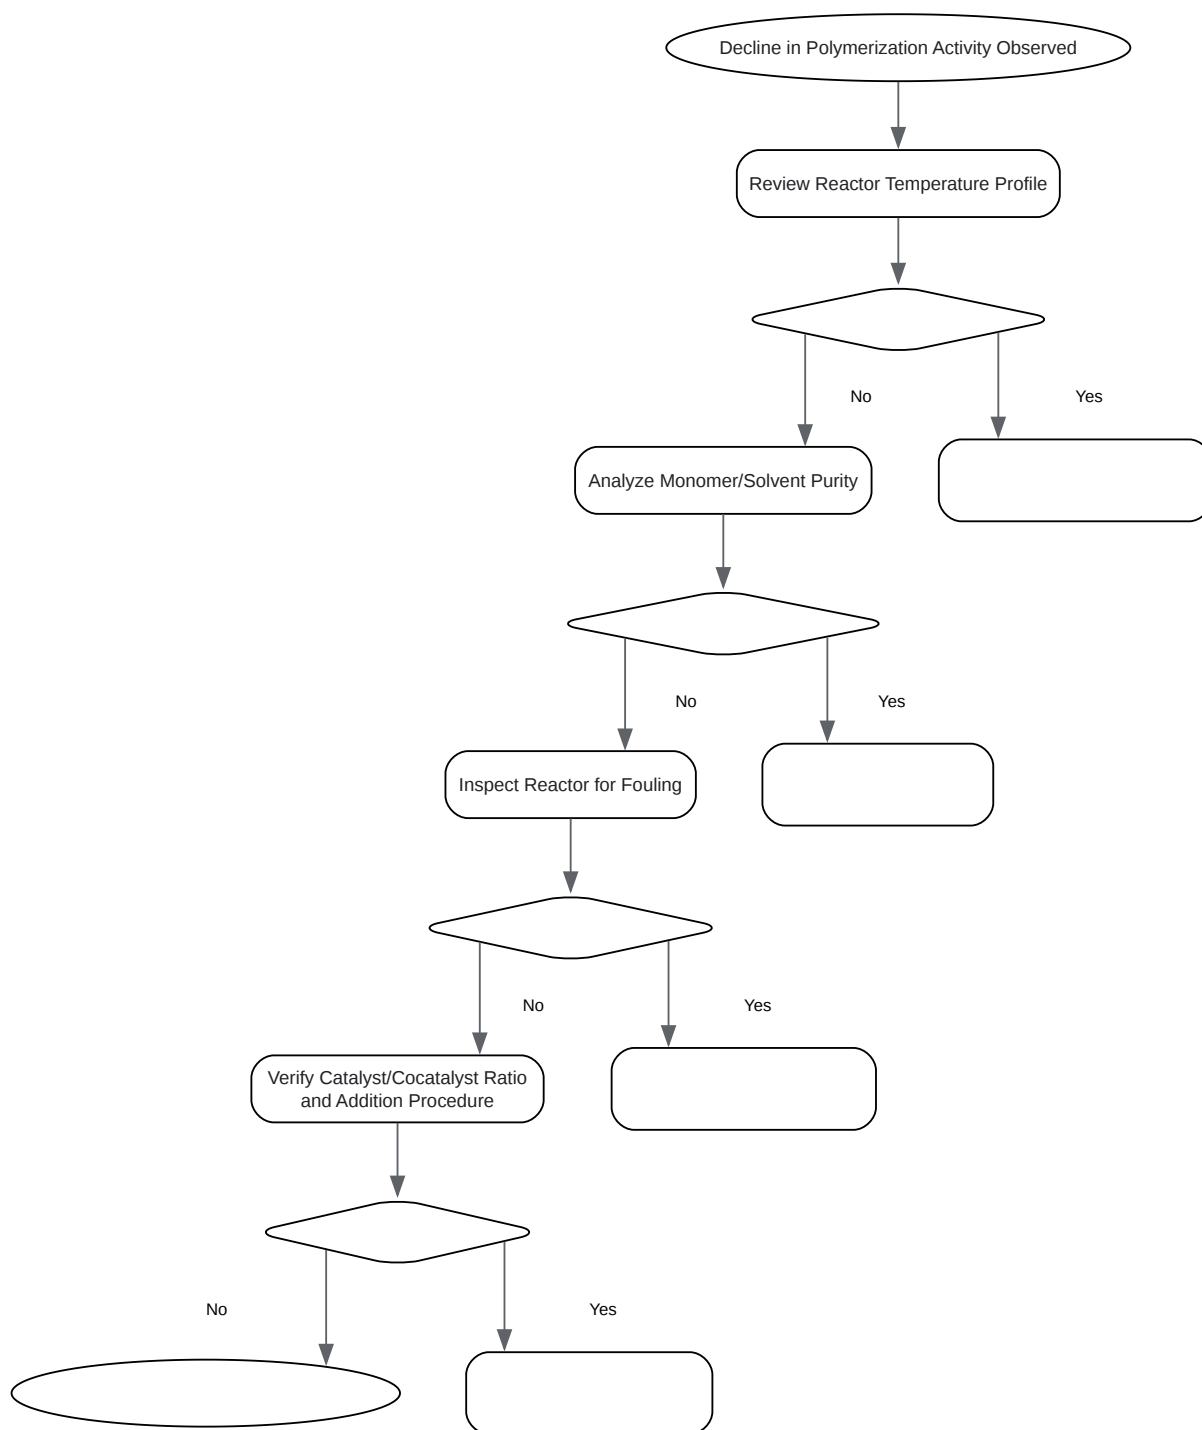 Decline in Polymerization Activity Observed
Review Reactor Temperature Profile
No
Yes
Analyze Monomer/Solvent Purity
No
Yes
Inspect Reactor for Fouling
No
Yes
Verify Catalyst/Cocatalyst Ratio
and Addition Procedure
No
Yes